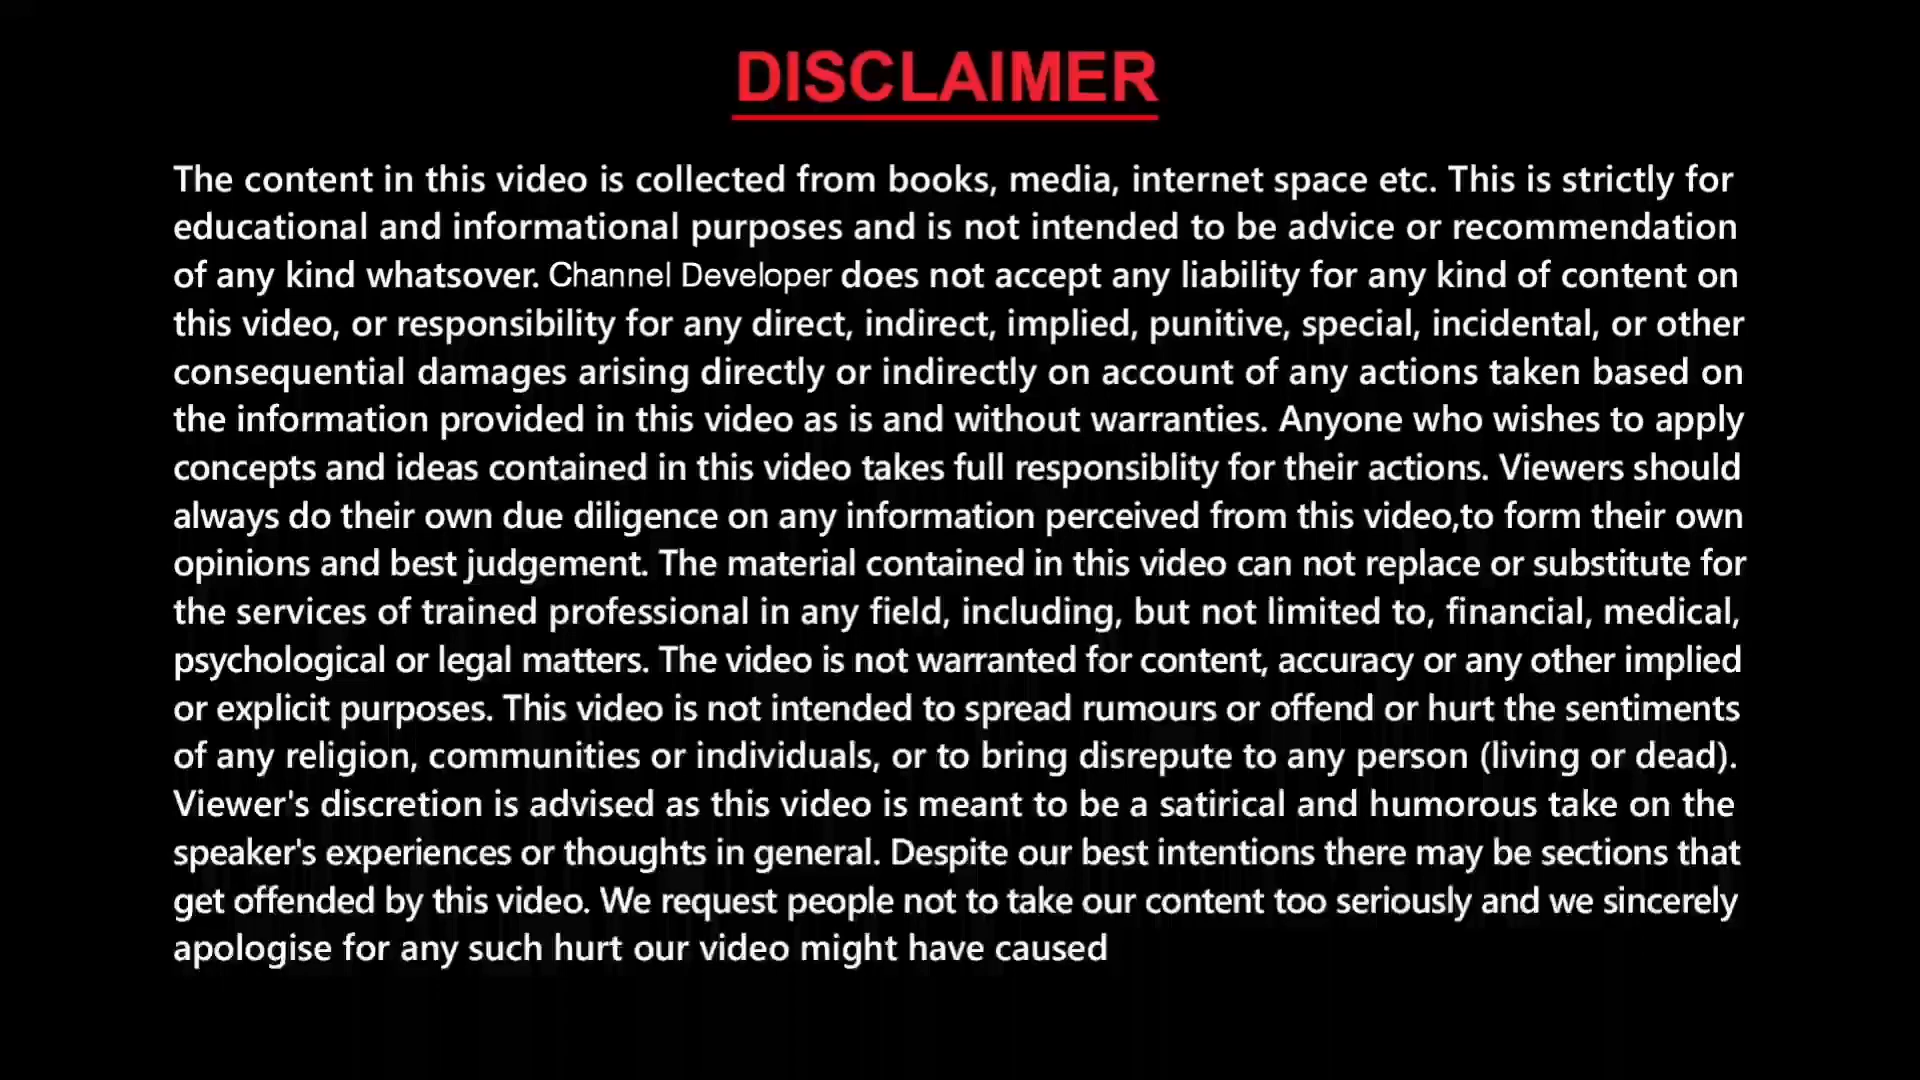 DISCLAIMER
The content in this video is collected from books, media, internet space etc. This is strictly for
educational and informational purposes and is not intended to be advice or recommendation
of any kind whatsover. Channel Developer does not accept any liability for any kind of content on
this video, or responsibility for any direct, indirect, implied, punitive, special, incidental, or other
consequential damages arising directly or indirectly on account of any actions taken based on
the information provided in this video as is and without warranties. Anyone who wishes to apply
concepts and ideas contained in this video takes full responsiblity for their actions. Viewers should
always do their own due diligence on any information perceived from this video,to form their own
opinions and best judgement. The material contained in this video can not replace or substitute for
the services of trained professional in any field, including, but not limited to, financial, medical,
psychological or legal matters. The video is not warranted for content, accuracy or any other implied
or explicit purposes. This video is not intended to spread rumours or offend or hurt the sentiments
of any religion, communities or individuals, or to bring disrepute to any person (living or dead).
Viewer's discretion is advised as this video is meant to be a satirical and humorous take on the
speaker's experiences or thoughts in general. Despite our best intentions there may be sections that
get offended by this video. We request people not to take our content too seriously and we sincerely
apologise for any such hurt our video might have caused